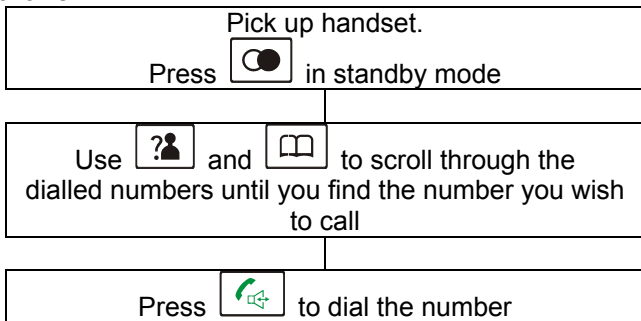 Pick up handset.
Press in standby mode
Use ? and to scroll through the
dialled numbers until you find the number you wish
to call
Press to dial the number